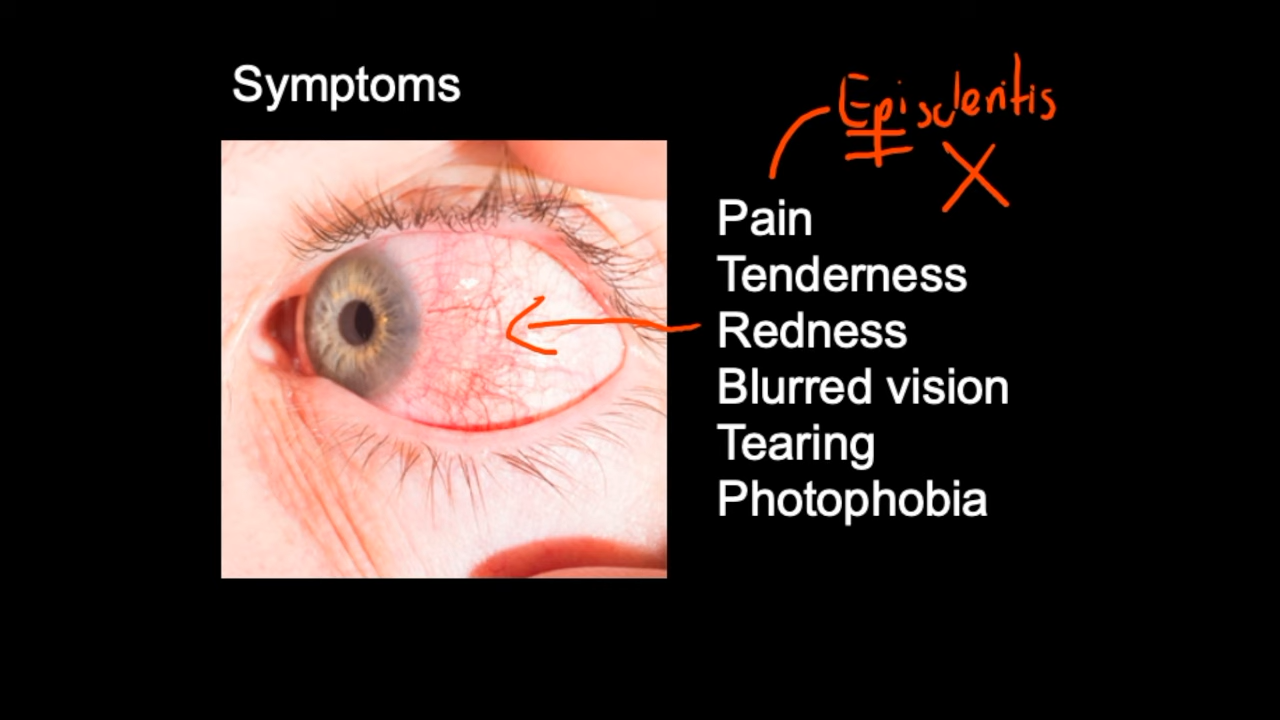 Symptoms
Episcleritis
X
Pain
Tenderness
Redness
Blurred vision
Tearing
Photophobia